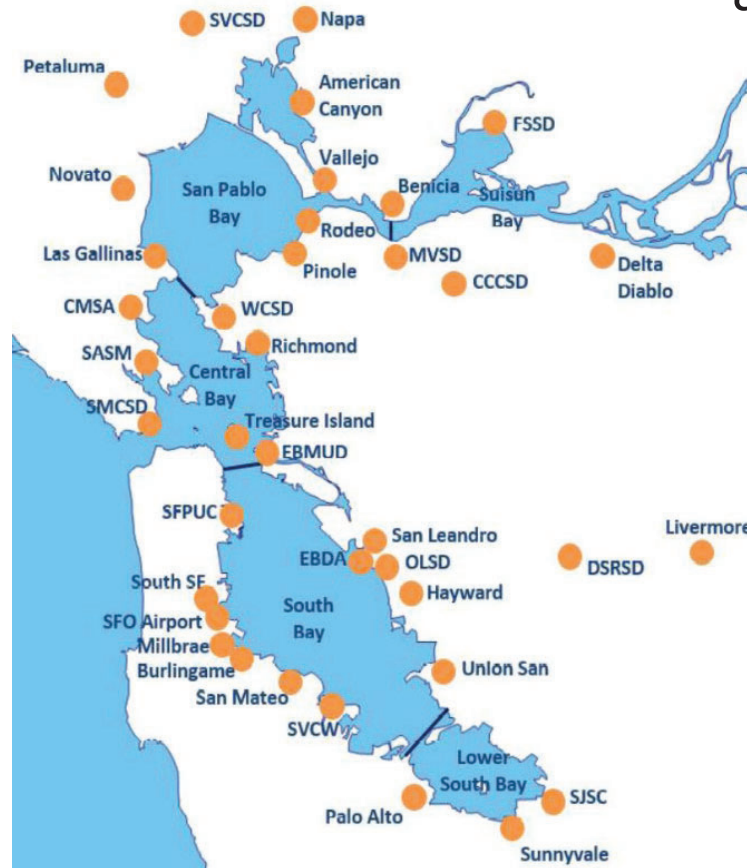 SVCSD
Napa
Petaluma
American
Canyon
FSSD
Vallejo
Novato
San Pablo
Bay
Benicia
Suisun
Bay
Rodeo
Las Gallinas
Pinole
MVSD
Delta
Diablo
CCCSD
CMSA
WCSD
Richmond
SASM
Central
Bay
SMCSD
Treasure Island
EBMUD
SFPUC
San Leandro
Livermore
EBDA
OLSD
DSRSD
South SF
Hayward
South
Bay
SFO Airport
Millbrae
Burlingame
Union San
San Mateo
SVCW
Lower
South Bay
Palo Alto
SJSC
Sunnyvale